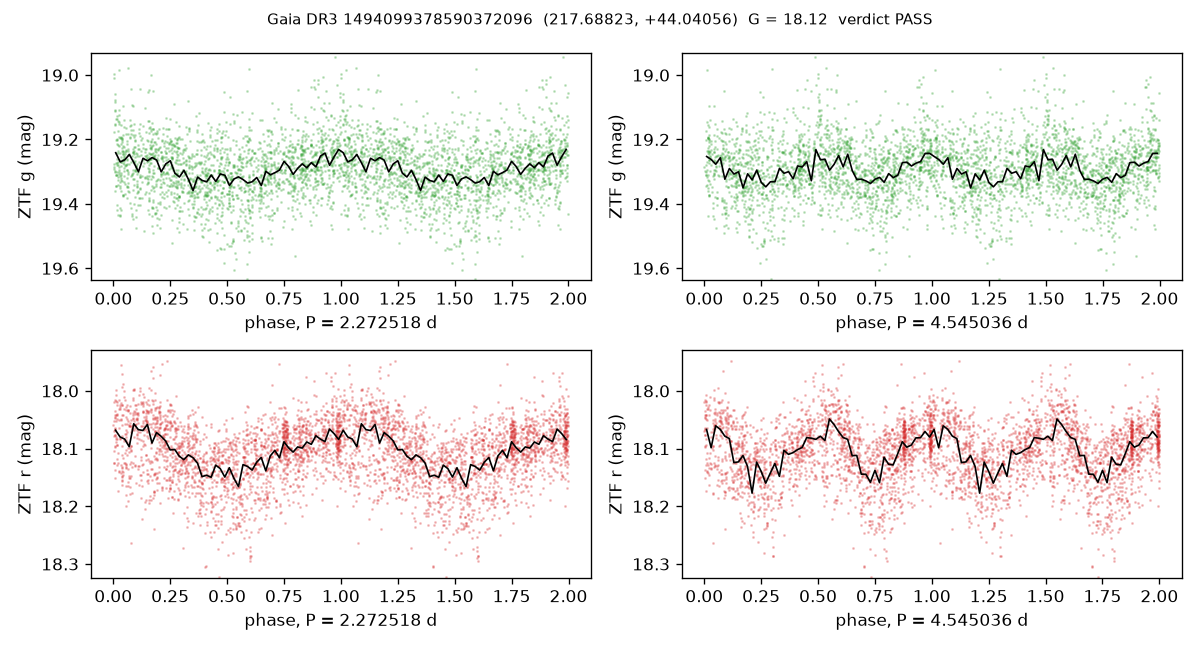 Gaia DR3 1494099378590372096 (217.68823, +44.04056) G = 18.12 verdict PASS
ZTF g (mag)
19.0
19.2
19.4
19.6
0.00 0.25 0.50 0.75 1.00 1.25 1.50 1.75 2.00
phase, P = 2.272518 d
ZTF g (mag)
19.0
19.2
19.4
19.6
0.00 0.25 0.50 0.75 1.00 1.25 1.50 1.75 2.00
phase, P = 4.545036 d
ZTF r (mag)
18.0
18.1
18.2
18.3
0.00 0.25 0.50 0.75 1.00 1.25 1.50 1.75 2.00
phase, P = 2.272518 d
ZTF r (mag)
18.0
18.1
18.2
18.3
0.00 0.25 0.50 0.75 1.00 1.25 1.50 1.75 2.00
phase, P = 4.545036 d